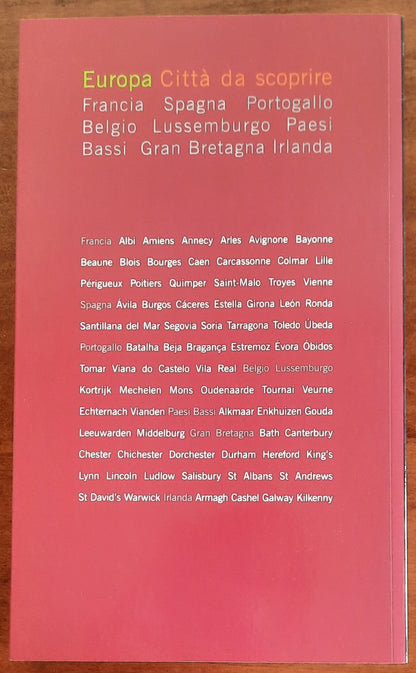 Europa Città da scoprire
Francia Spagna Portogallo
Belgio Lussemburgo Paesi
Bassi Gran Bretagna Irlanda
Francia Albi Amiens Annecy Arles Avignone Bayonne
Beaune Blois Bourges Caen Carcassonne Colmar Lille
Périgueux Poitiers Quimper Saint-Malo Troyes Vienne
Spagna Ávila Burgos Cáceres Estella Girona León Ronda
Santillana del Mar Segovia Soria Tarragona Toledo Úbeda
Portogallo Batalha Beja Bragança Estremoz Évora Óbidos
Tomar Viana do Castelo Vila Real Belgio Lussemburgo
Kortrijk Mechelen Mons Oudenaarde Tournai Veurne
Echternach Vianden Paesi Bassi Alkmaar Enkhuizen Gouda
Leeuwarden Middelburg Gran Bretagna Bath Canterbury
Chester Chichester Dorchester Durham Hereford King's
Lynn Lincoln Ludlow Salisbury St Albans St Andrews
St David's Warwick Irlanda Armagh Cashel Galway Kilkenny